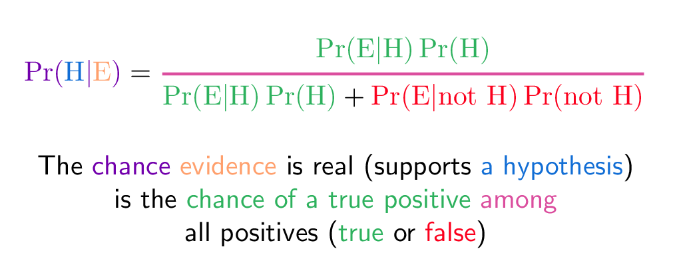 Pr(H|E) = Pr(E|H) Pr(H) / Pr(E|H) Pr(H) + Pr(E|not H) Pr(not H)
The chance evidence is real (supports a hypothesis)
is the chance of a true positive among
all positives (true or false)